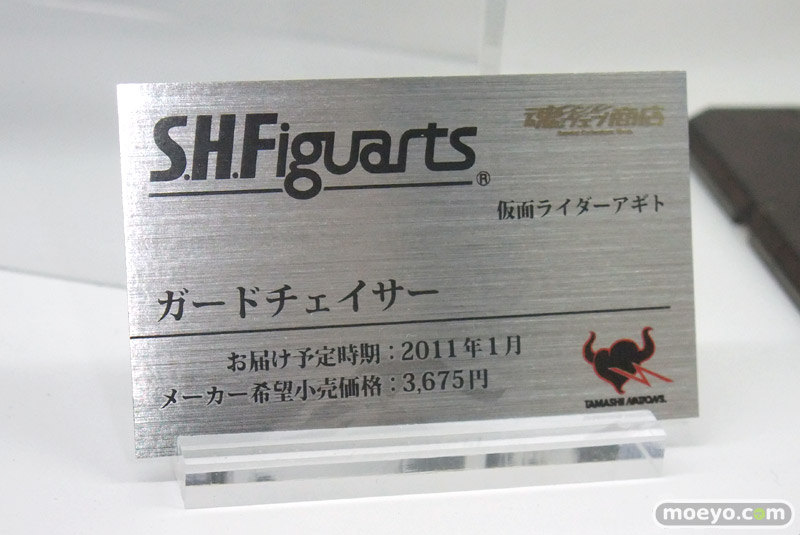 S.H.Figuarts®
魂ウェブ商店
仮面ライダーアギト
ガードチェイサー
お届け予定時期：2011年1月
メーカー希望小売価格：3,675円
TAMASHII NATIONS
moeyo.com